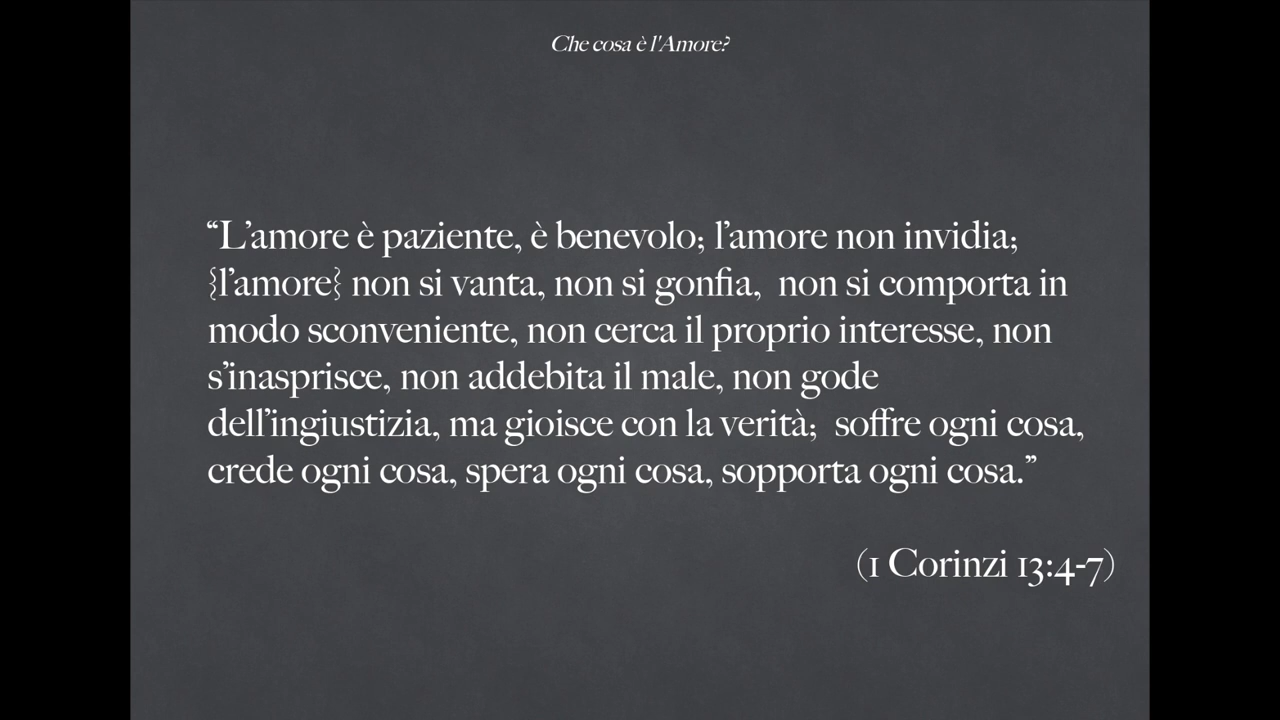 Che cosa è l'Amore?
“L’amore è paziente, è benevolo; l’amore non invidia;
}l’amore{ non si vanta, non si gonfia,  non si comporta in
modo sconveniente, non cerca il proprio interesse, non
s’inasprisce, non addebita il male, non gode
dell’ingiustizia, ma gioisce con la verità;  soffre ogni cosa,
crede ogni cosa, spera ogni cosa, sopporta ogni cosa.”
(1 Corinzi 13:4-7)